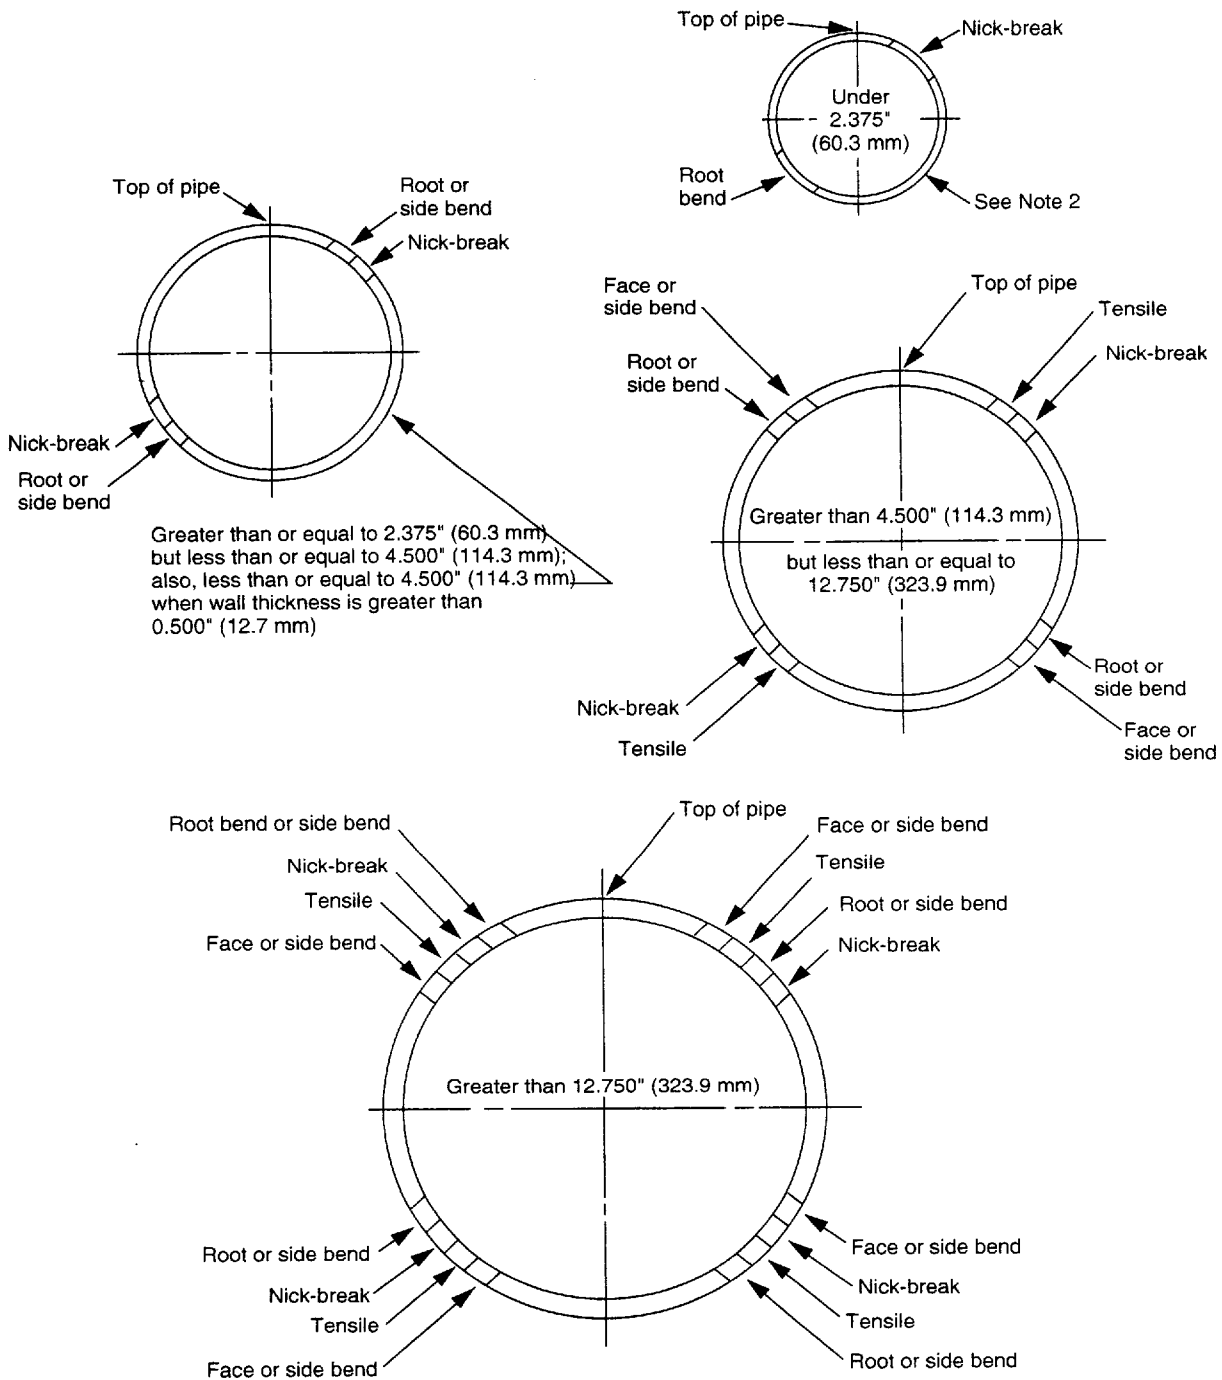 Top of pipe
Nick-break
Under
2.375"
(60.3 mm)
Root
bend
See Note 2
Top of pipe
Root or
side bend
Nick-break
Nick-break
Root or
side bend
Greater than or equal to 2.375" (60.3 mm)
but less than or equal to 4.500" (114.3 mm);
also, less than or equal to 4.500" (114.3 mm)
when wall thickness is greater than
0.500" (12.7 mm)
Face or
side bend
Top of pipe
Tensile
Root or
side bend
Nick-break
Greater than 4.500" (114.3 mm)
but less than or equal to
12.750" (323.9 mm)
Nick-break
Tensile
Root or
side bend
Face or
side bend
Root bend or side bend
Nick-break
Tensile
Face or side bend
Top of pipe
Face or side bend
Tensile
Root or side bend
Nick-break
Greater than 12.750" (323.9 mm)
Root or side bend
Nick-break
Tensile
Face or side bend
Face or side bend
Nick-break
Tensile
Root or side bend